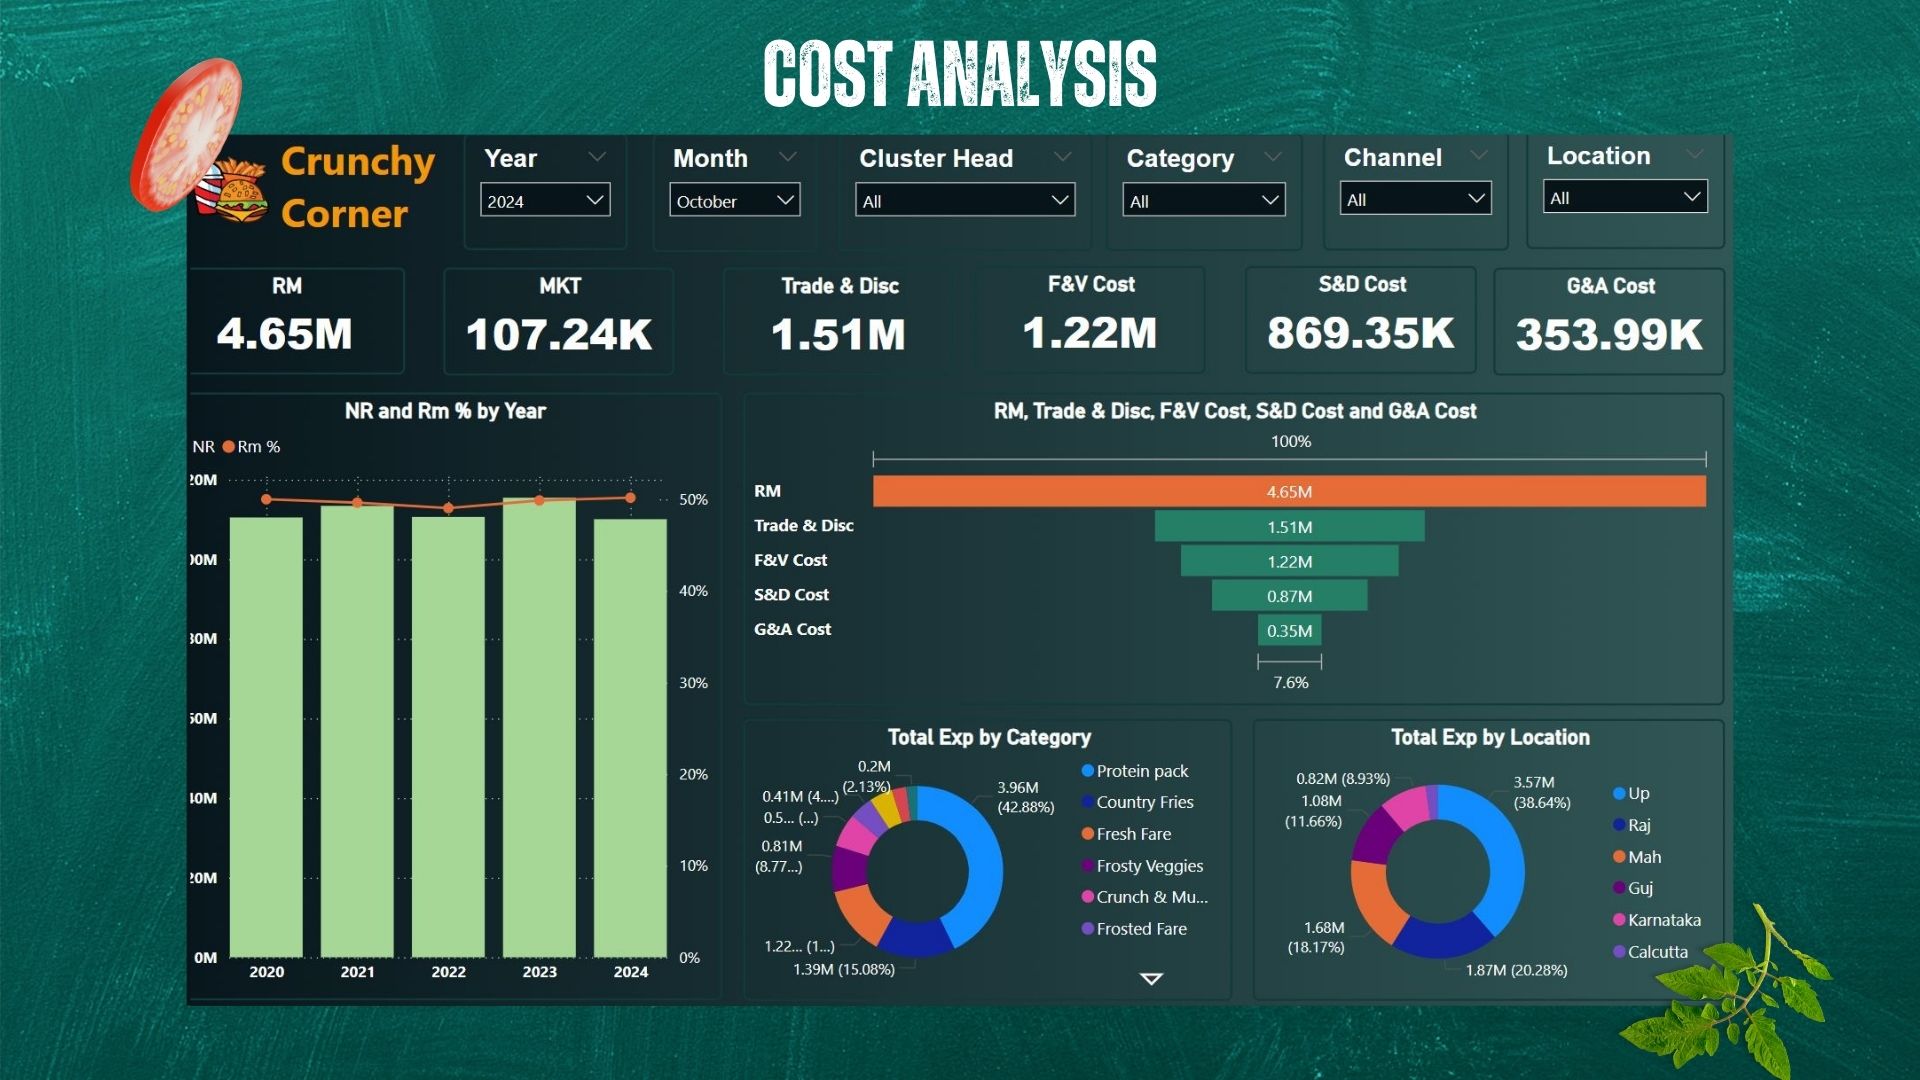 COST ANALYSIS
Crunchy
Corner
Year
2024
Month
October
Cluster Head
All
Category
All
Channel
All
Location
All
RM
4.65M
MKT
107.24K
Trade & Disc
1.51M
F&V Cost
1.22M
S&D Cost
869.35K
G&A Cost
353.99K
NR and Rm % by Year
NR Rm %
20M
00M
80M
60M
40M
20M
0M
50%
40%
30%
20%
10%
0%
2020 2021 2022 2023 2024
RM, Trade & Disc, F&V Cost, S&D Cost and G&A Cost
100%
RM 4.65M
Trade & Disc 1.51M
F&V Cost 1.22M
S&D Cost 0.87M
G&A Cost 0.35M
7.6%
Total Exp by Category
0.2M
(2.13%)
0.41M (4....)
0.5... (...)
0.81M
(8.77...)
1.22... (1...)
1.39M (15.08%)
3.96M
(42.88%)
Protein pack
Country Fries
Fresh Fare
Frosty Veggies
Crunch & Mu...
Frosted Fare
Total Exp by Location
0.82M (8.93%)
1.08M
(11.66%)
1.68M
(18.17%)
1.87M (20.28%)
3.57M
(38.64%)
Up
Raj
Mah
Guj
Karnataka
Calcutta